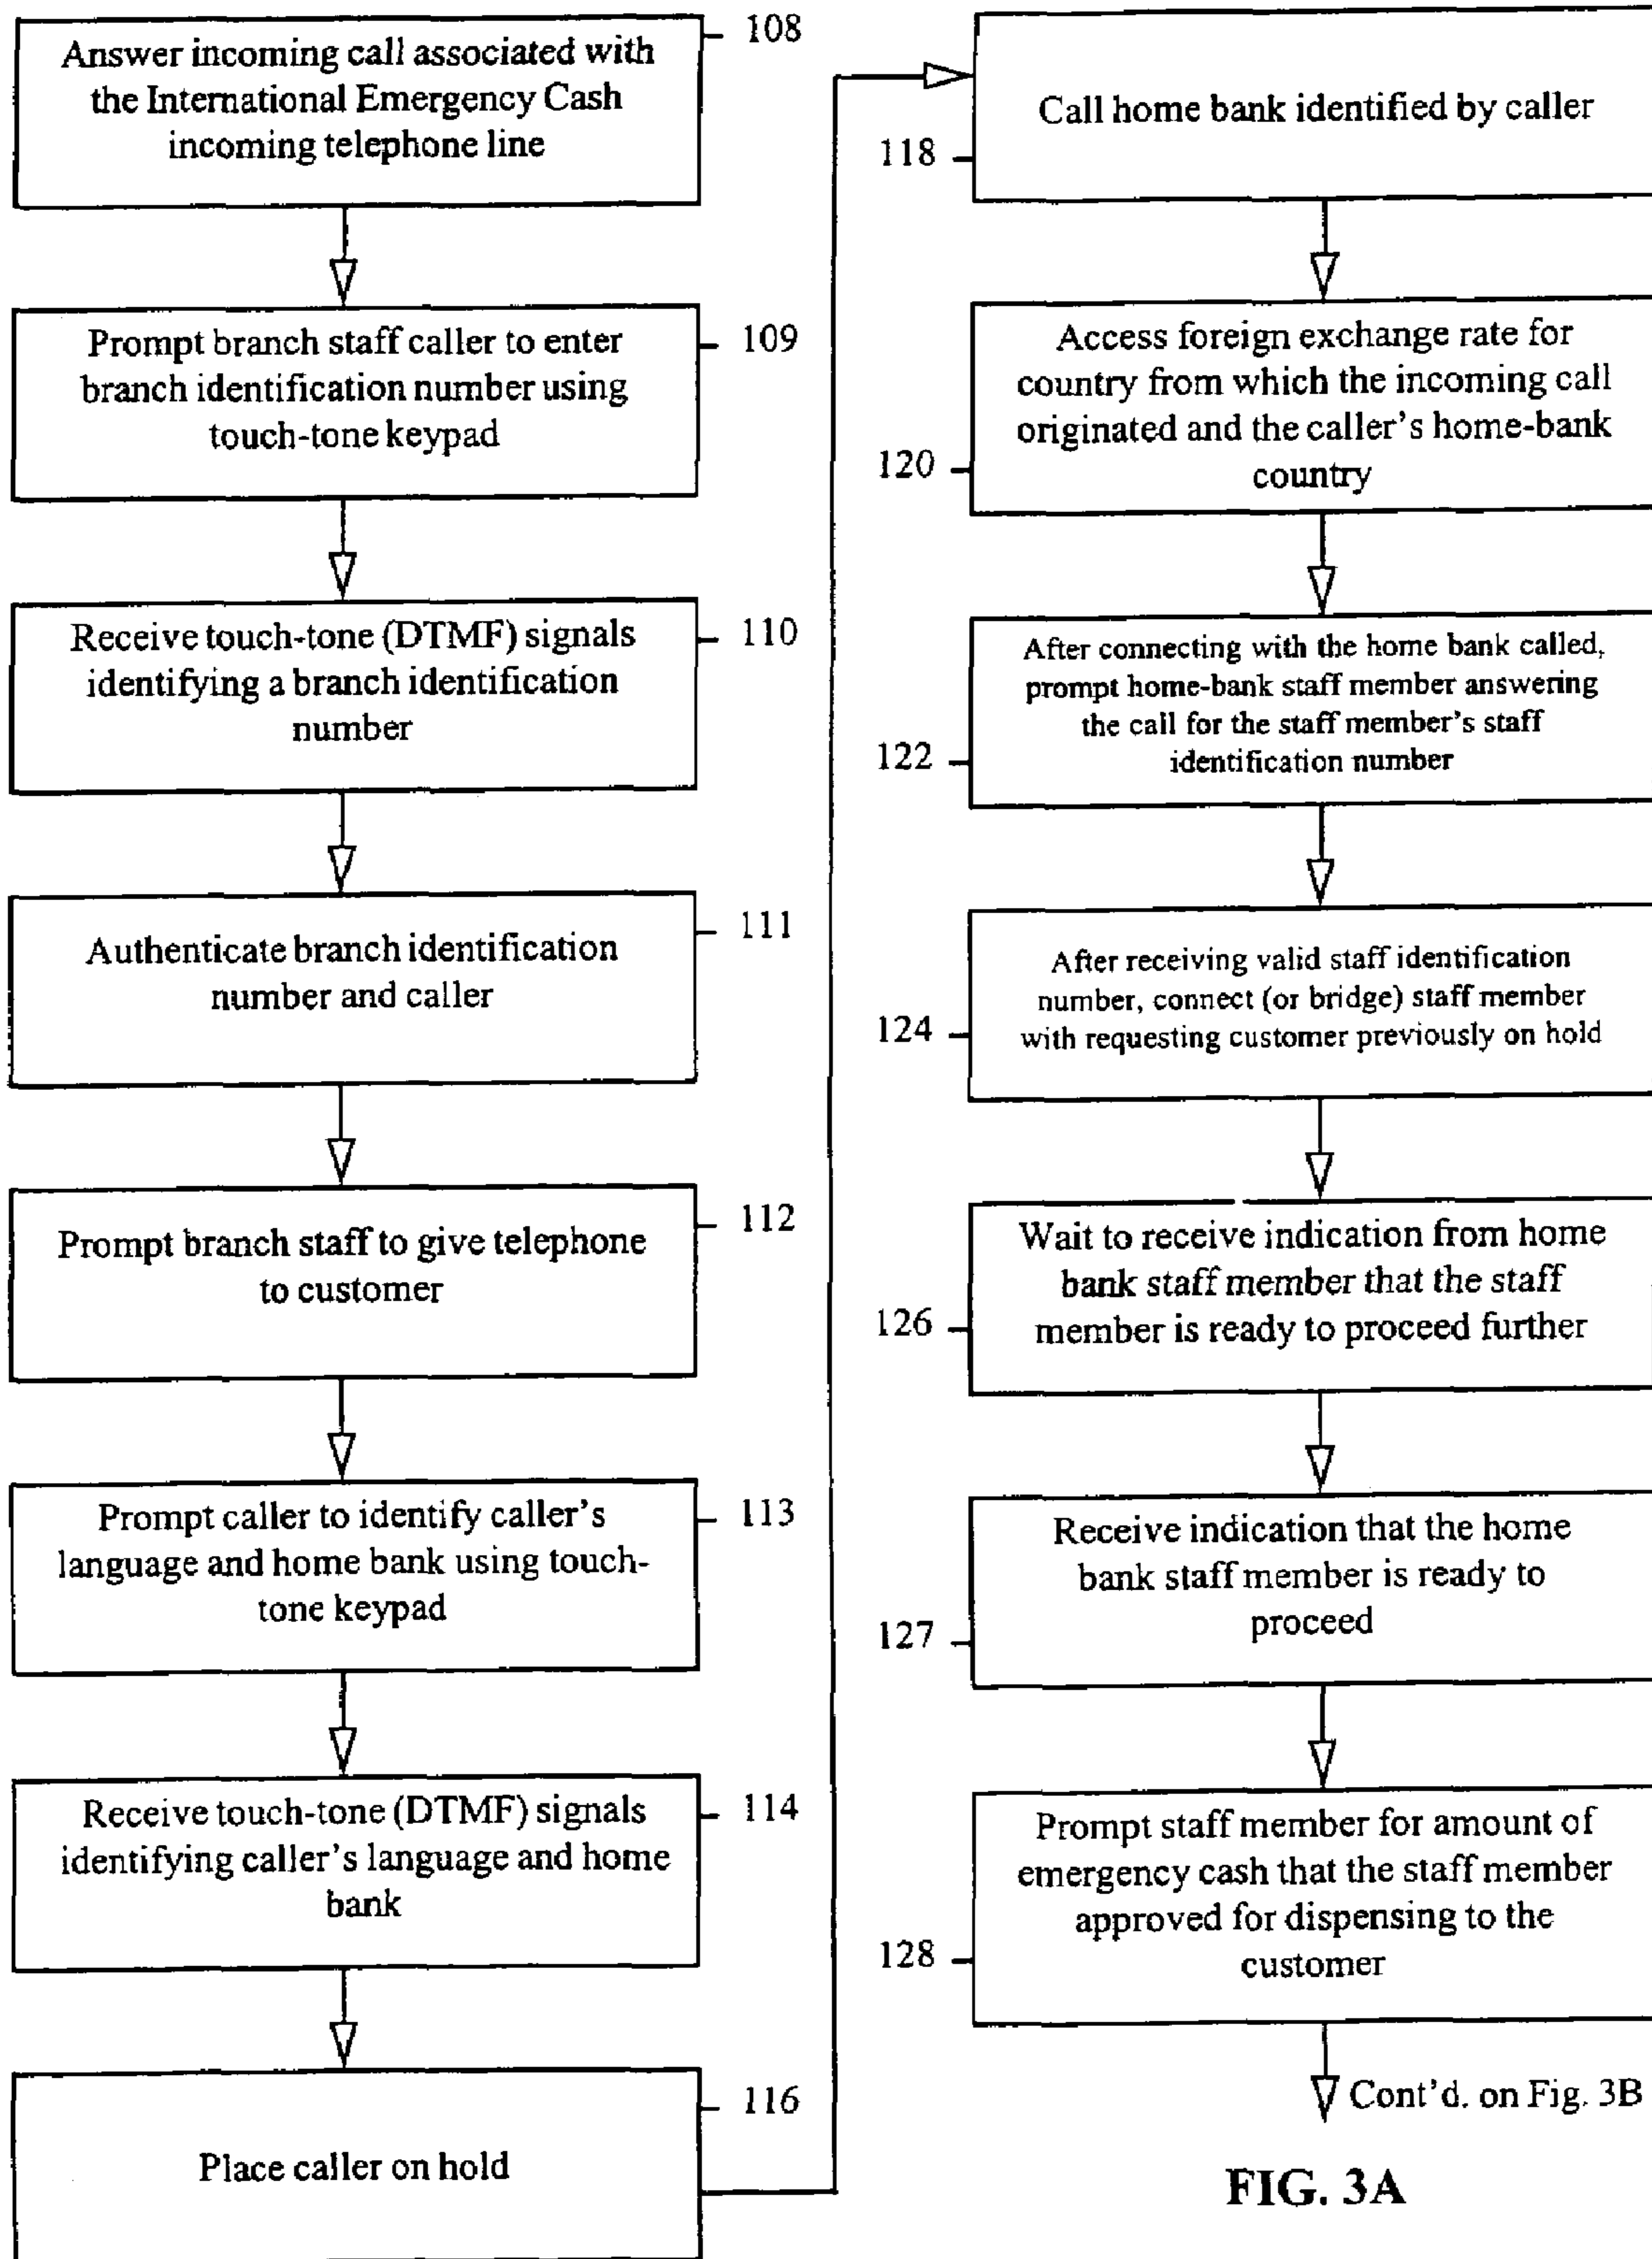 Answer incoming call associated with
the International Emergency Cash
incoming telephone line
108
Prompt branch staff caller to enter
branch identification number using
touch-tone keypad
109
Receive touch-tone (DTMF) signals
identifying a branch identification
number
110
Authenticate branch identification
number and caller
111
Prompt branch staff to give telephone
to customer
112
Prompt caller to identify caller's
language and home bank using touch-
tone keypad
113
Receive touch-tone (DTMF) signals
identifying caller's language and home
bank
114
Place caller on hold
116
Call home bank identified by caller
118
Access foreign exchange rate for
country from which the incoming call
originated and the caller's home-bank
country
120
After connecting with the home bank called,
prompt home-bank staff member answering
the call for the staff member's staff
identification number
122
After receiving valid staff identification
number, connect (or bridge) staff member
with requesting customer previously on hold
124
Wait to receive indication from home
bank staff member that the staff
member is ready to proceed further
126
Receive indication that the home
bank staff member is ready to
proceed
127
Prompt staff member for amount of
emergency cash that the staff member
approved for dispensing to the
customer
128
Cont'd. on Fig. 3B
FIG. 3A